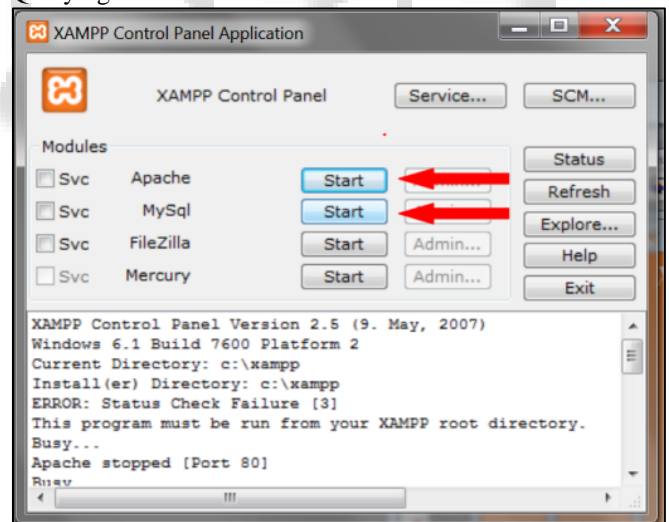 XAMPP Control Panel Application
XAMPP Control Panel
Service...
SCM...
Modules
Svc Apache Start
Svc MySql Start
Svc FileZilla Start Admin...
Svc Mercury Start Admin...
Status
Refresh
Explore...
Help
Exit
XAMPP Control Panel Version 2.5 (9. May, 2007)
Windows 6.1 Build 7600 Platform 2
Current Directory: c:\xampp
Install(er) Directory: c:\xampp
ERROR: Status Check Failure [3]
This program must be run from your XAMPP root directory.
Busy...
Apache stopped [Port 80]
Busy